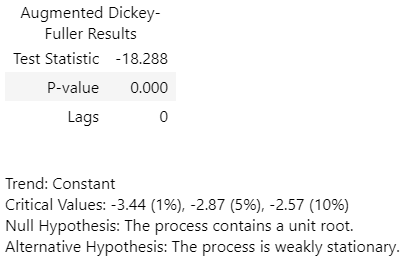 Augmented Dickey-
Fuller Results
Test Statistic -18.288
P-value 0.000
Lags 0
Trend: Constant
Critical Values: -3.44 (1%), -2.87 (5%), -2.57 (10%)
Null Hypothesis: The process contains a unit root.
Alternative Hypothesis: The process is weakly stationary.